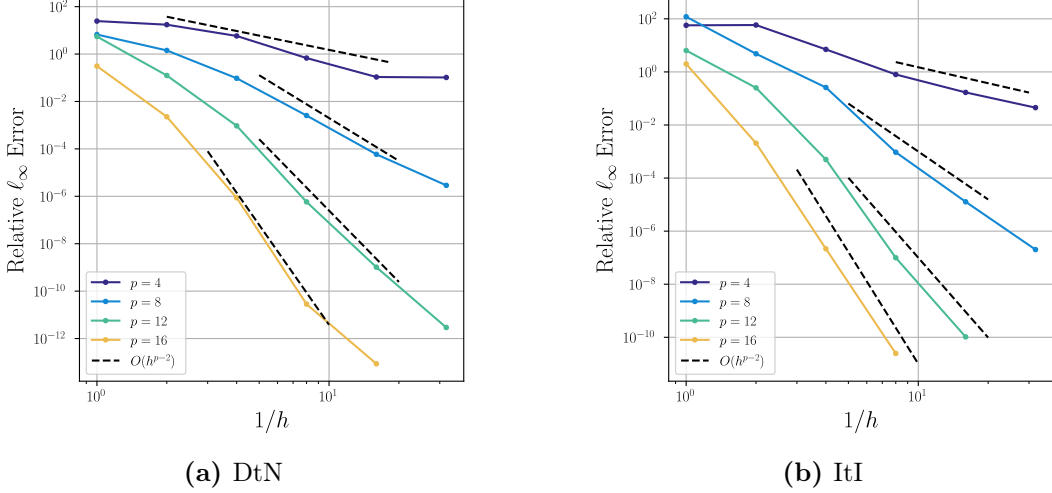 10^2
10^0
10^{-2}
10^{-4}
10^{-6}
10^{-8}
10^{-10}
10^{-12}
Relative ℓ_∞ Error
p = 4
p = 8
p = 12
p = 16
O(h^{p−2})
10^0
10^1
1/h
(a) DtN
10^2
10^0
10^{-2}
10^{-4}
10^{-6}
10^{-8}
10^{-10}
Relative ℓ_∞ Error
p = 4
p = 8
p = 12
p = 16
O(h^{p−2})
10^0
10^1
1/h
(b) ItI